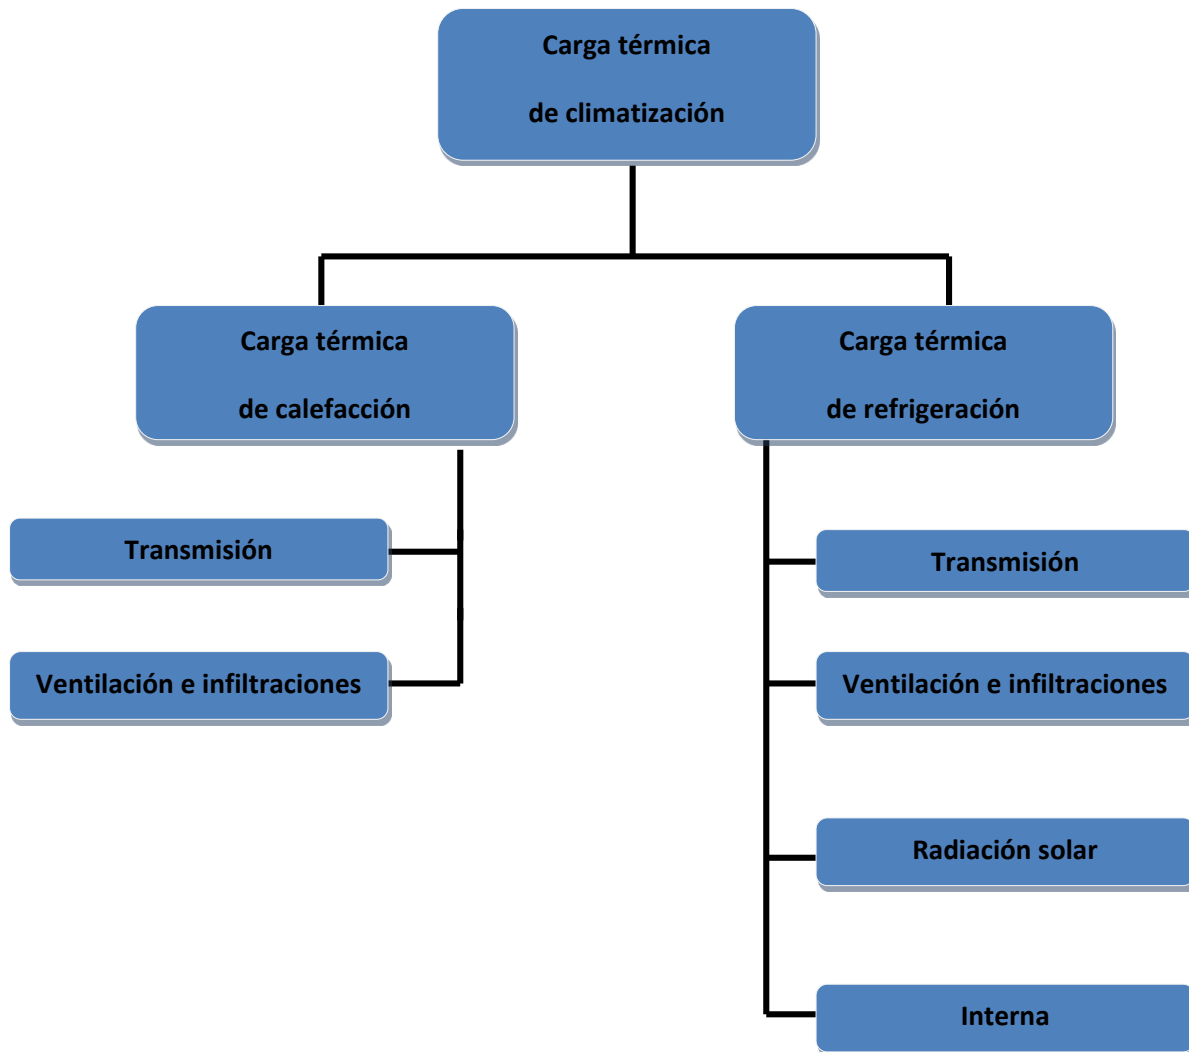 Carga térmica
de climatización
Carga térmica
de calefacción
Carga térmica
de refrigeración
Transmisión
Ventilación e infiltraciones
Transmisión
Ventilación e infiltraciones
Radiación solar
Interna